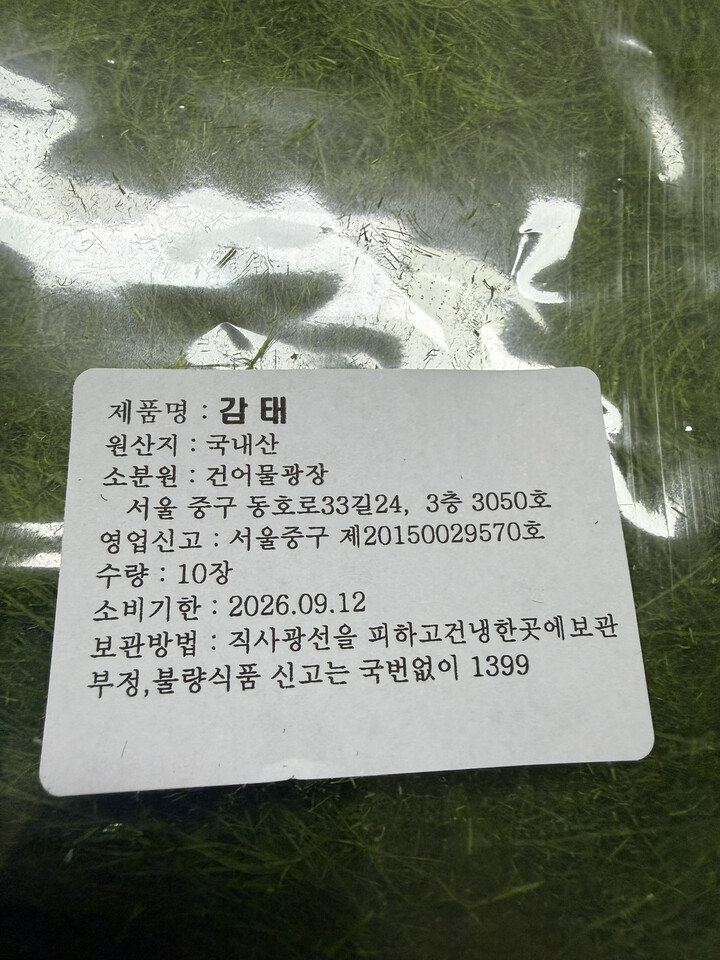 제품명 : 감 태
원산지 : 국내산
소분원 : 건어물광장
서울 중구 동호로33길24, 3층 3050호
영업신고 : 서울중구 제20150029570호
수량 : 10장
소비기한 : 2026.09.12
보관방법 : 직사광선을 피하고건냉한곳에보관
부정,불량식품 신고는 국번없이 1399